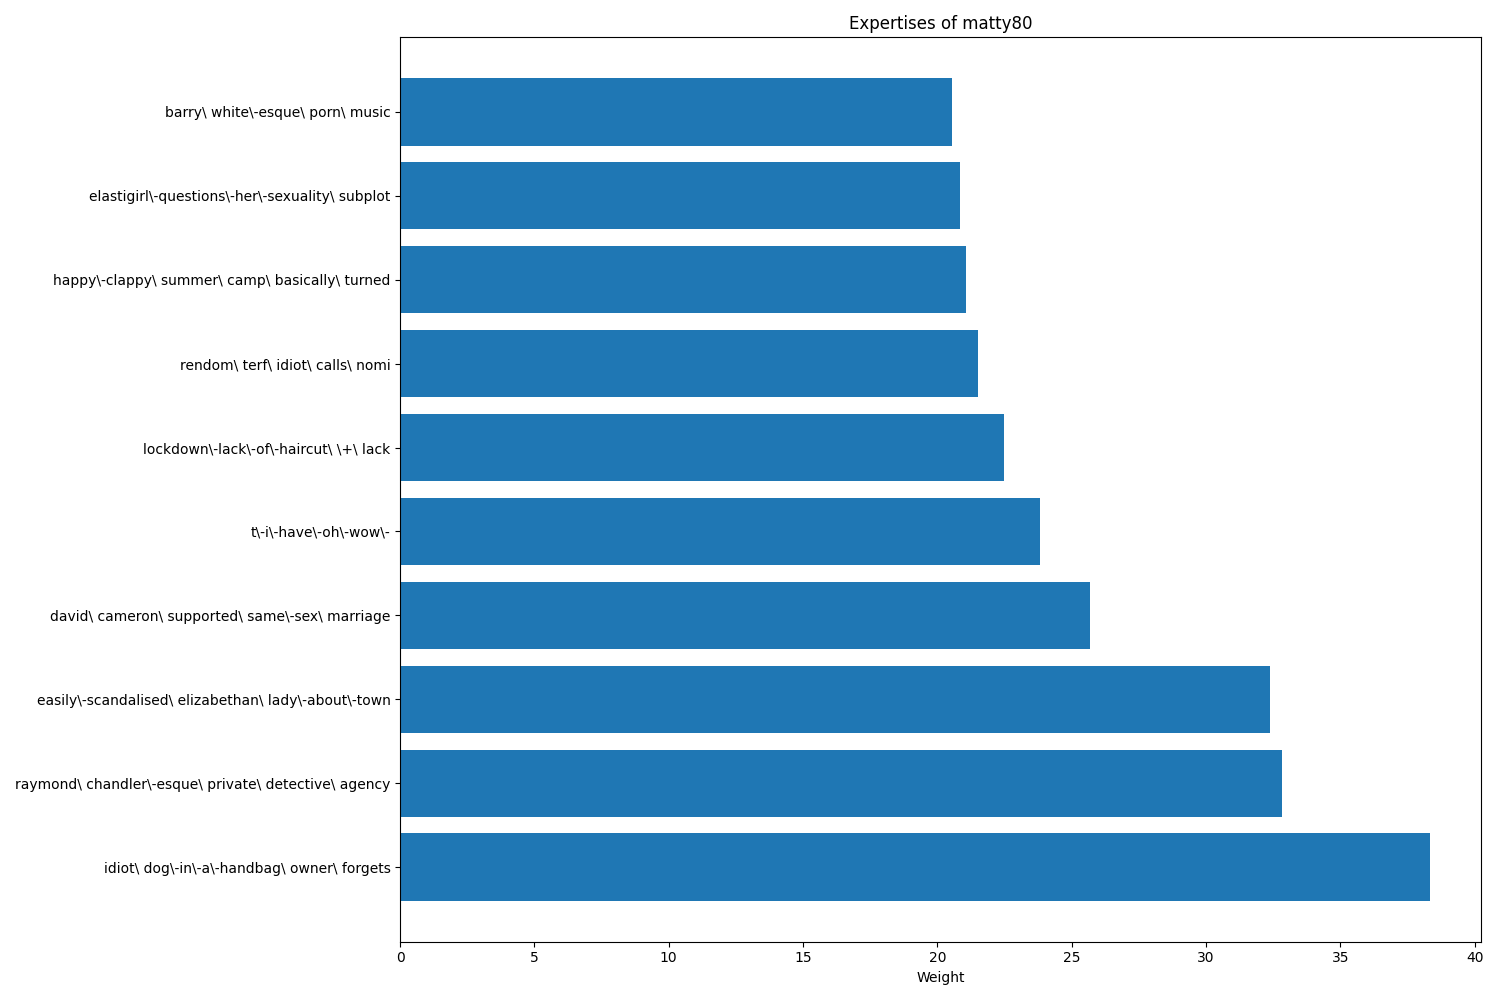 Expertises of matty80
barry\ white\-esque\ porn\ music
elastigirl\-questions\-her\-sexuality\ subplot
happy\-clappy\ summer\ camp\ basically\ turned
rendom\ terf\ idiot\ calls\ nomi
lockdown\-lack\-of\-haircut\ \+\ lack
t\-i\-have\-oh\-wow\-
david\ cameron\ supported\ same\-sex\ marriage
easily\-scandalised\ elizabethan\ lady\-about\-town
raymond\ chandler\-esque\ private\ detective\ agency
idiot\ dog\-in\-a\-handbag\ owner\ forgets
0 5 10 15 20 25 30 35 40
Weight